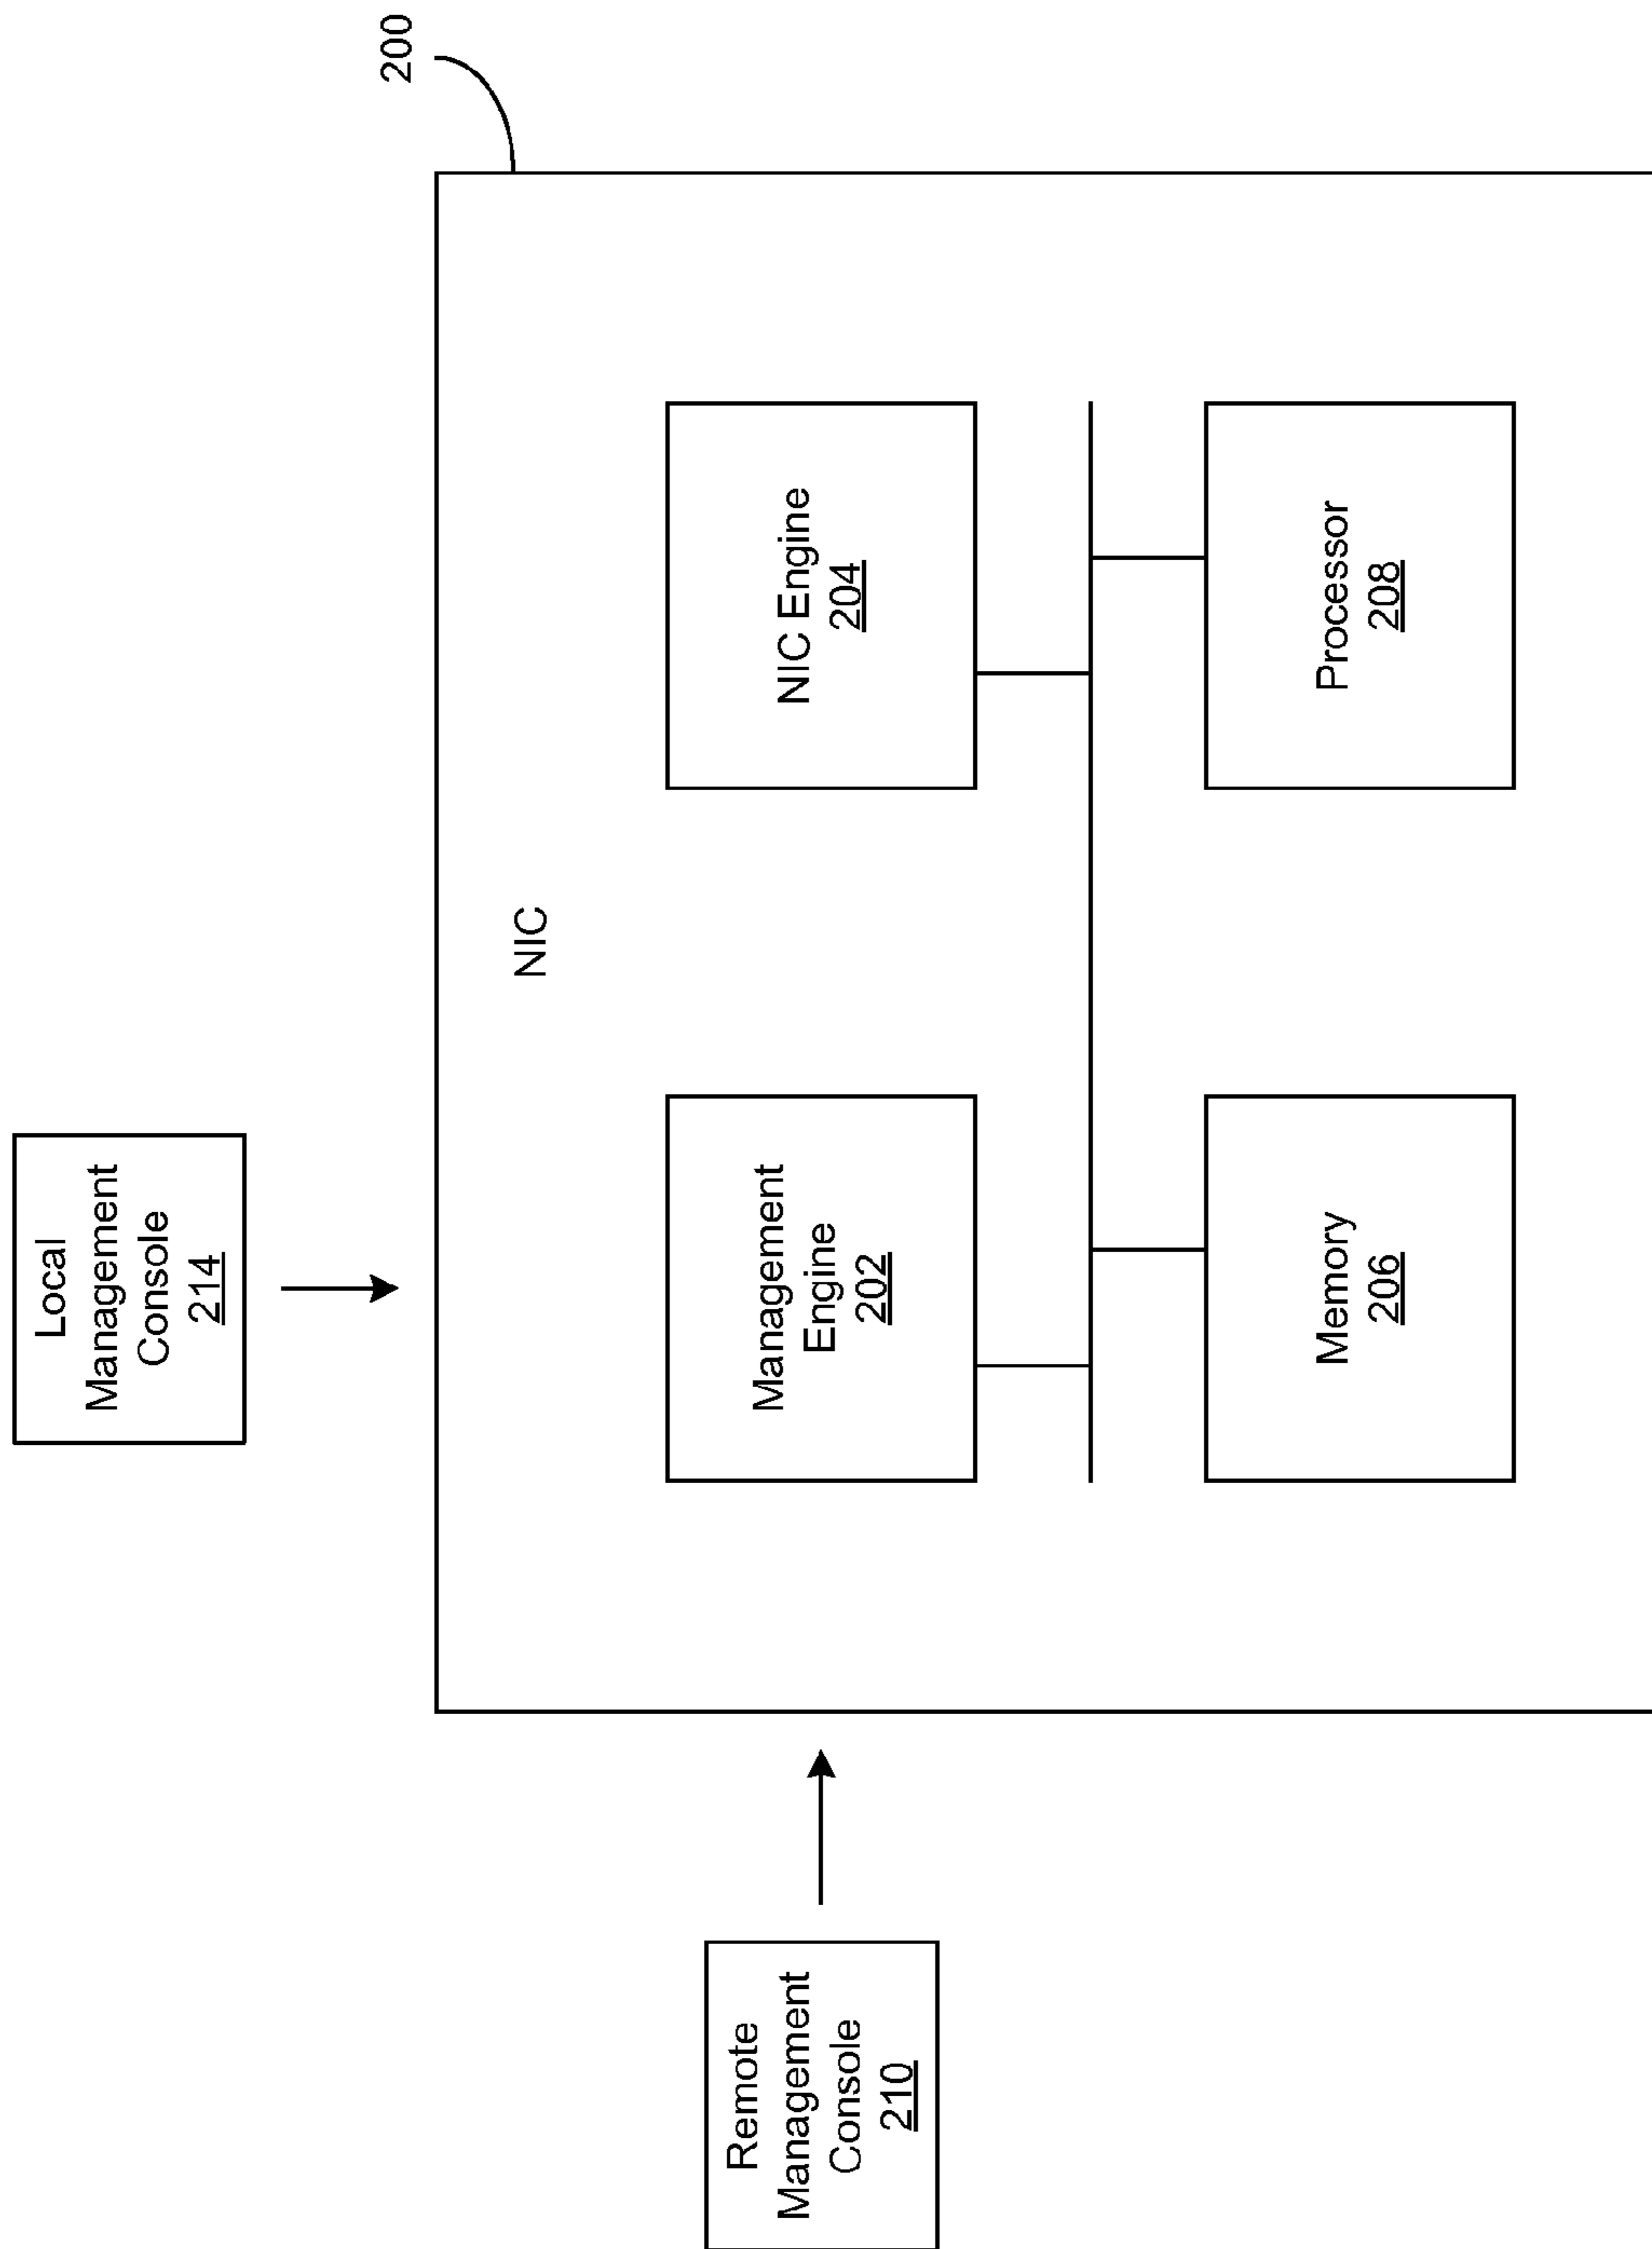 200
Local
Management
Console
214
NIC
Management
Engine
202
NIC Engine
204
Memory
206
Processor
208
Remote
Management
Console
210